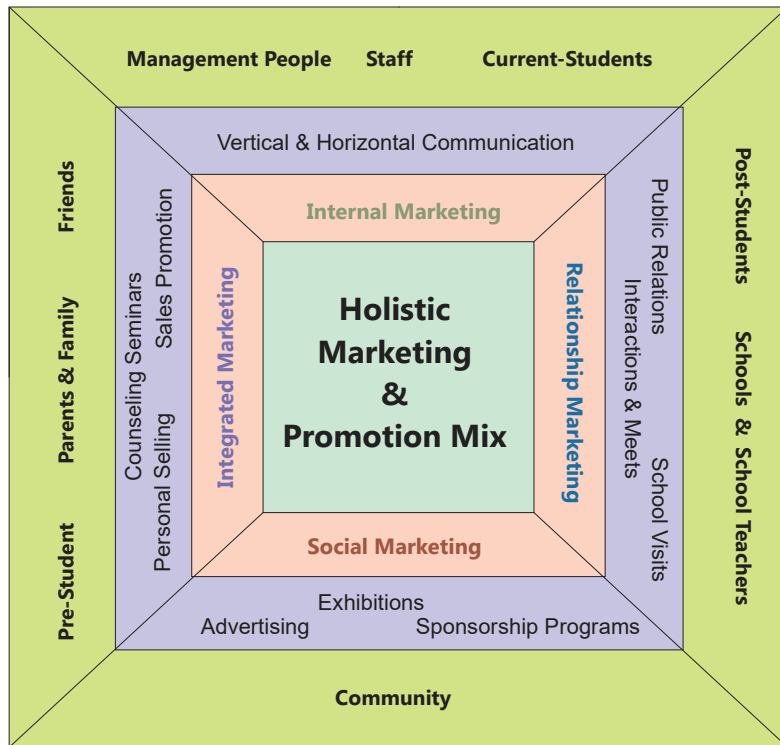 Management People Staff Current-Students
Vertical & Horizontal Communication
Internal Marketing
Friends
Parents & Family
Pre-Student
Sales Promotion
Counseling Seminars
Personal Selling
Integrated Marketing
Holistic
Marketing
&
Promotion Mix
Relationship Marketing
Public Relations
Interactions & Meets
School Visits
Post-Students
Schools & School Teachers
Social Marketing
Exhibitions
Advertising
Sponsorship Programs
Community